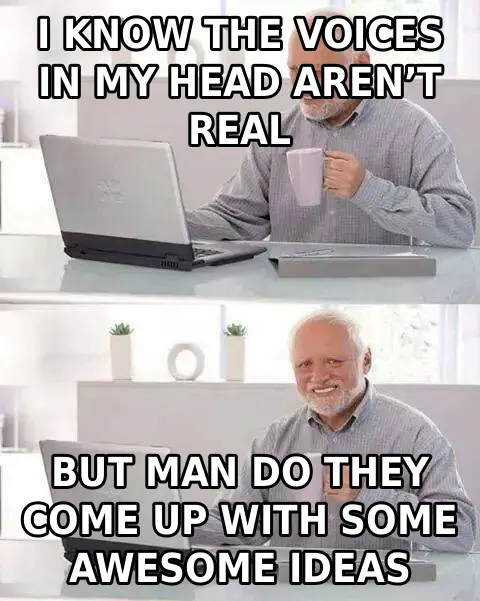 I KNOW THE VOICES
IN MY HEAD AREN'T
REAL
BUT MAN DO THEY
COME UP WITH SOME
AWESOME IDEAS